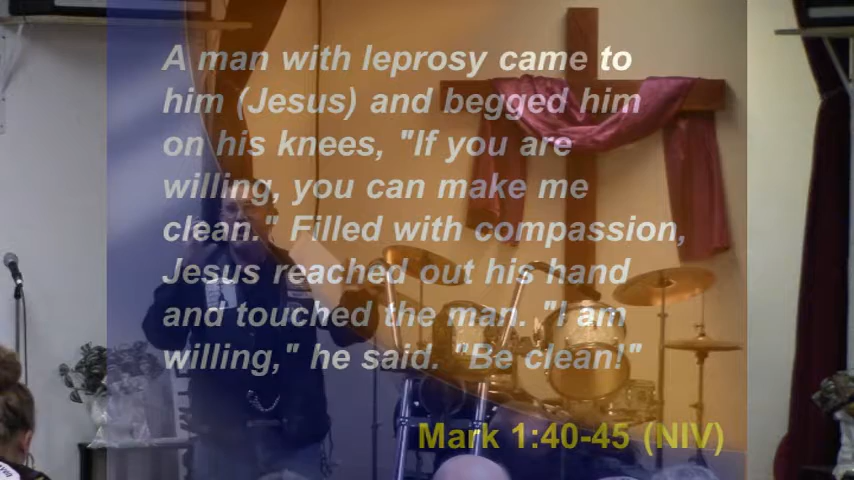 A man with leprosy came to
him (Jesus) and begged him
on his knees, "If you are
willing, you can make me
clean." Filled with compassion,
Jesus reached out his hand
and touched the man. "I am
willing," he said. "Be clean!"
Mark 1:40-45 (NIV)